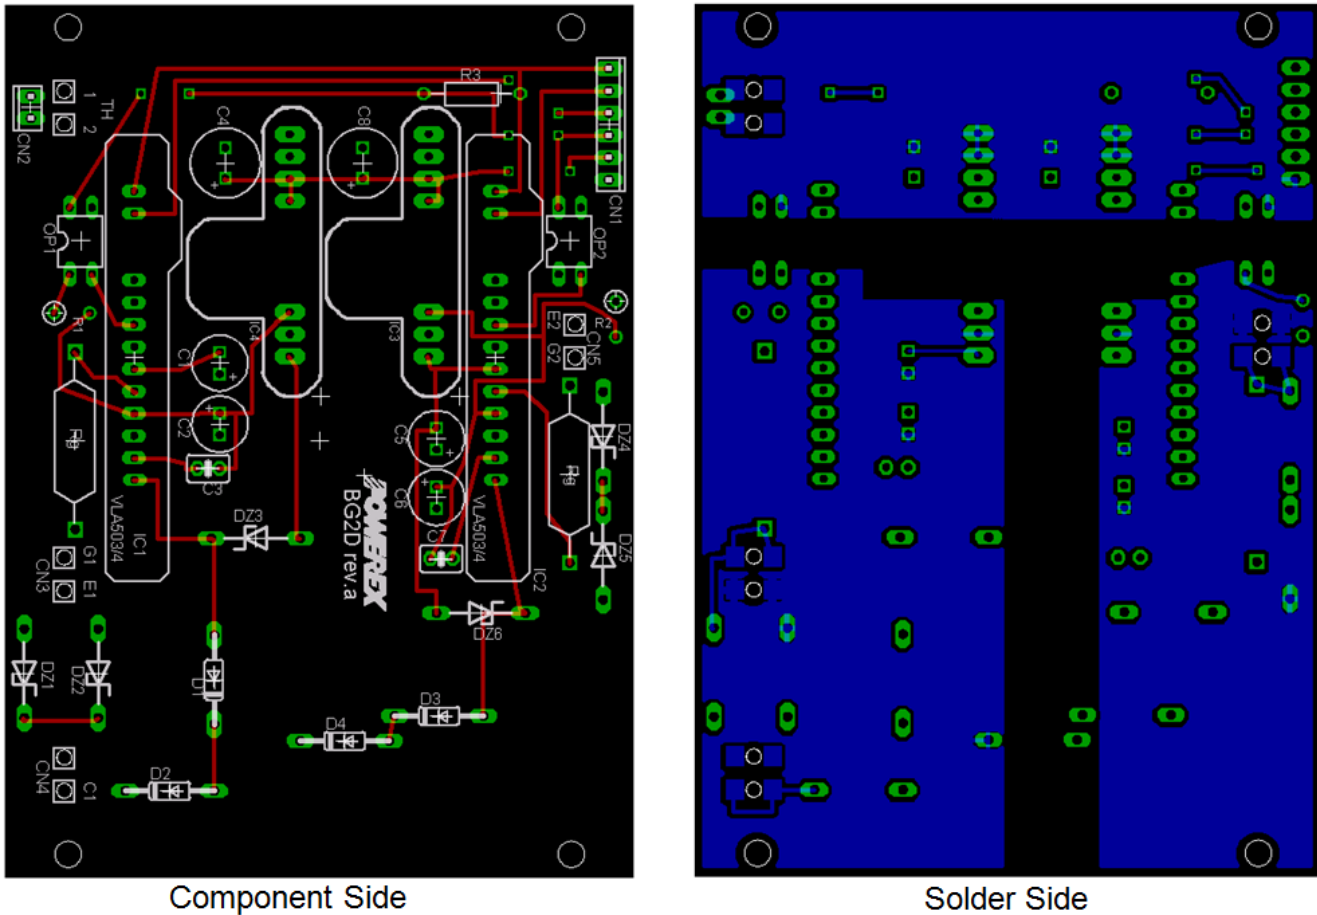 R3
1
TH
2
CN2
C4
C8
CN1
OP1
OP2
R1
IC4
IC3
E2
R2
CN5
G2
C1
C2
C3
C5
C6
C7
DZ4
Rg
Rg
DZ5
VLA503/4
IC1
VLA503/4
IC2
DZ3
POWEREX
BG2D rev.a
G1
CN3
E1
DZ6
DZ1
DZ2
D1
D3
D4
D2
CN4
C1
Component Side
Solder Side